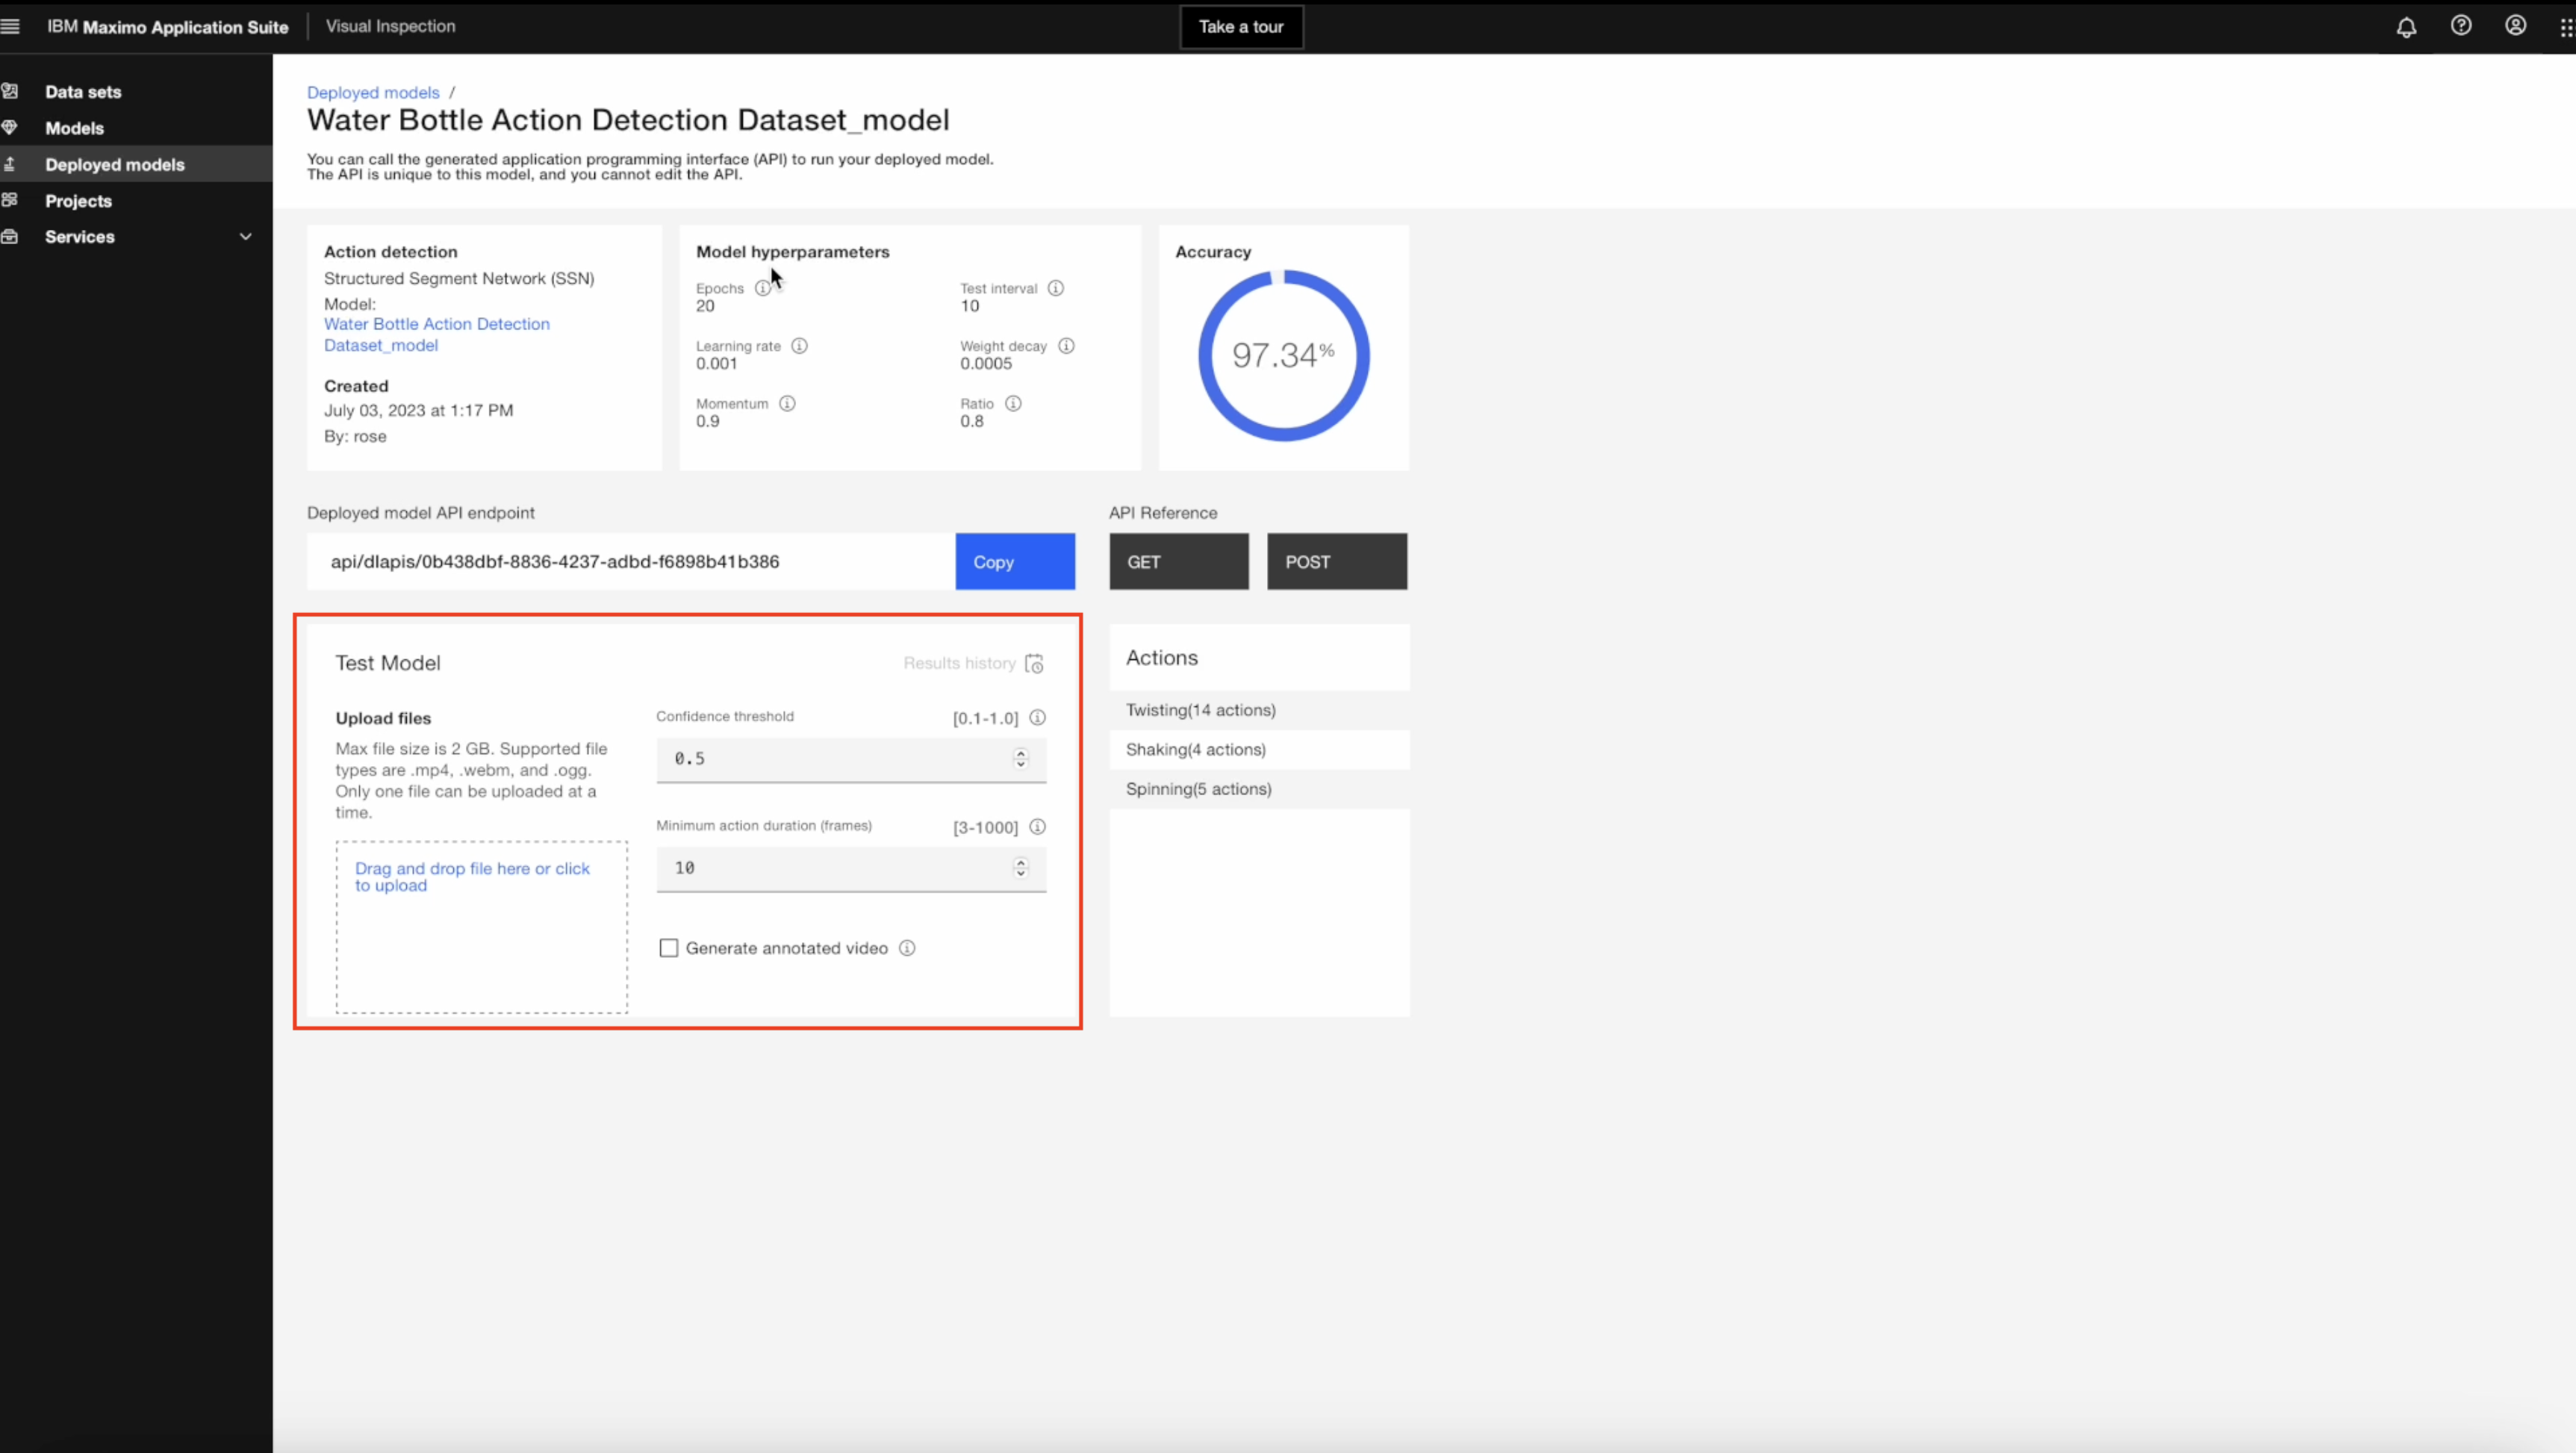 IBM Maximo Application Suite
Visual Inspection
Take a tour
Data sets
Models
Deployed models
Projects
Services
Deployed models /
Water Bottle Action Detection Dataset_model
You can call the generated application programming interface (API) to run your deployed model.
The API is unique to this model, and you cannot edit the API.
Action detection
Structured Segment Network (SSN)
Model:
Water Bottle Action Detection
Dataset_model
Created
July 03, 2023 at 1:17 PM
By: rose
Model hyperparameters
Epochs
20
Test interval
10
Learning rate
0.001
Weight decay
0.0005
Momentum
0.9
Ratio
0.8
Accuracy
97.34%
Deployed model API endpoint
api/dlapis/0b438dbf-8836-4237-adbd-f6898b41b386
Copy
API Reference
GET
POST
Test Model
Results history
Upload files
Max file size is 2 GB. Supported file
types are .mp4, .webm, and .ogg.
Only one file can be uploaded at a
time.
Drag and drop file here or click
to upload
Confidence threshold
[0.1-1.0]
0.5
Minimum action duration (frames)
[3-1000]
10
Generate annotated video
Actions
Twisting(14 actions)
Shaking(4 actions)
Spinning(5 actions)